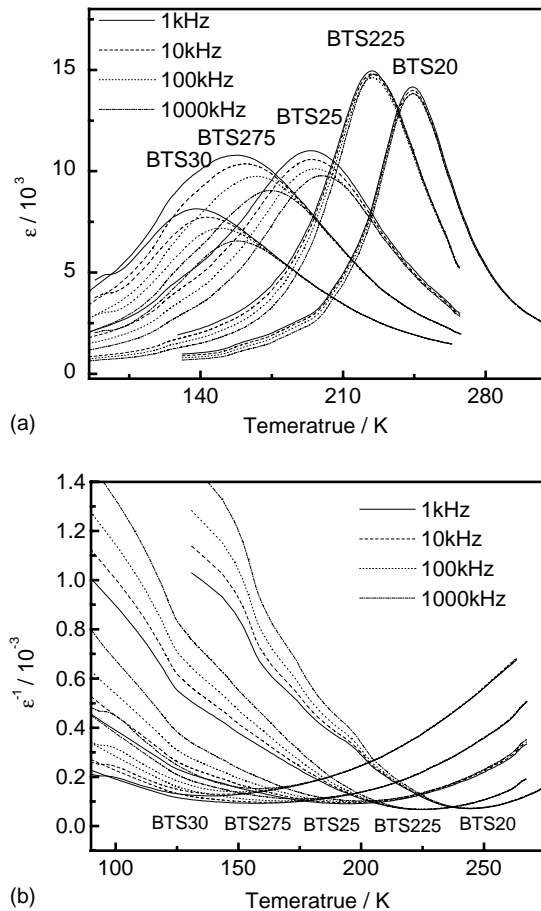 1kHz
10kHz
100kHz
1000kHz
BTS225
BTS20
BTS275
BTS25
BTS30
15
10
5
0
ε / 10³
140
210
280
Temeratrue / K
(a)
1.4
1.2
1.0
0.8
0.6
0.4
0.2
0.0
ε⁻¹ / 10⁻³
1kHz
10kHz
100kHz
1000kHz
BTS30
BTS275
BTS25
BTS225
BTS20
100
150
200
250
Temeratrue / K
(b)